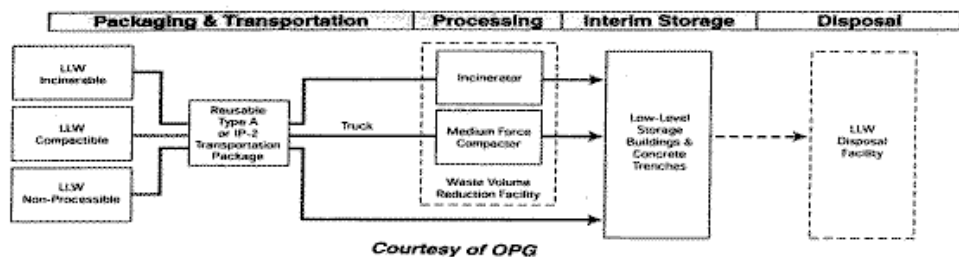 Packaging & Transportation
Processing
Interim Storage
Disposal
LLW
Incinerable
LLW
Compactible
LLW
Non-Processible
Reusable
Type A
or IP-2
Transportation
Package
Truck
Incinerator
Medium Force
Compactor
Waste Volume
Reduction Facility
Low-Level
Storage
Buildings &
Concrete
Trenches
LLW
Disposal
Facility
Courtesy of OPG